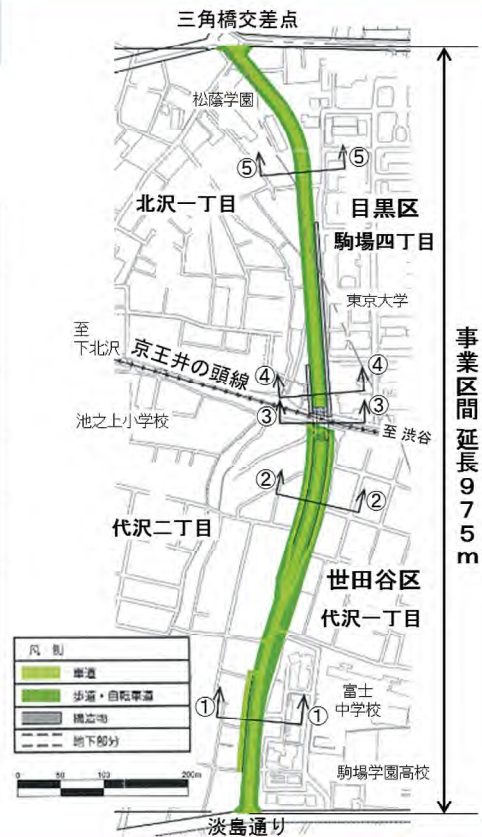 三角橋交差点
松蔭学園
⑤ ⑤
北沢一丁目
目黒区
駒場四丁目
東京大学
至
下北沢
京王井の頭線
④ ④
③ ③
至 渋谷
池之上小学校
② ②
代沢二丁目
世田谷区
代沢一丁目
① ①
富士
中学校
駒場学園高校
淡島通り
事業区間 延長975m
凡例
車道
歩道・自転車道
構造物
地下部分
0 50 100 200m